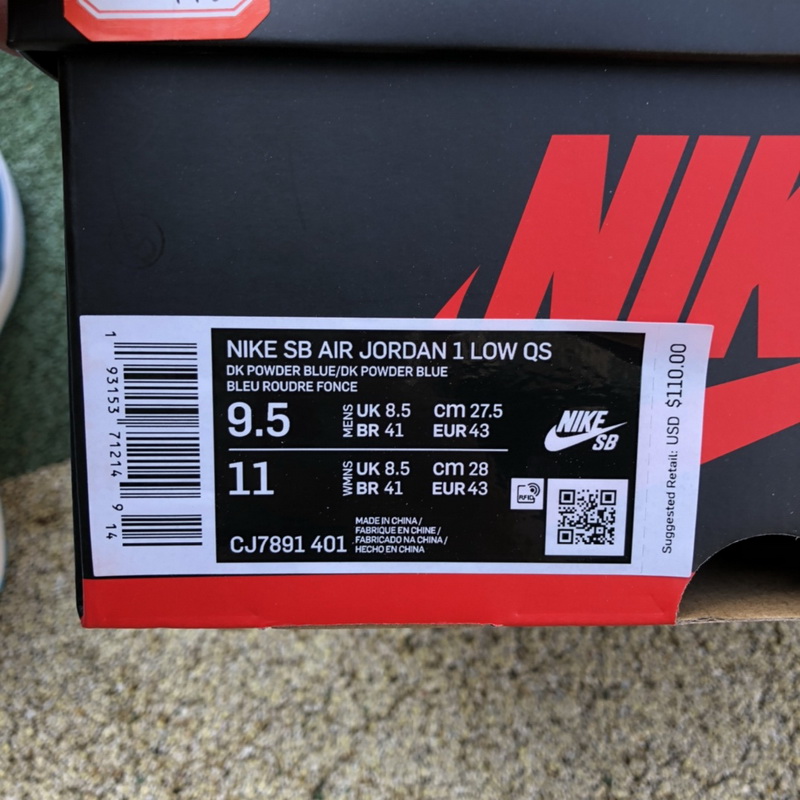 NIK
NIKE SB AIR JORDAN 1 LOW QS
DK POWDER BLUE/DK POWDER BLUE
BLEU ROUDRE FONCE
9.5 MENS UK 8.5 cm 27.5
BR 41 EUR 43
11 WMNS UK 8.5 cm 28
BR 41 EUR 43
CJ7891 401
MADE IN CHINA /
FABRIQUE EN CHINE /
FABRICADO NA CHINA /
HECHO EN CHINA
NIKE
SB
RFID
Suggested Retail: USD $110.00
1 93153 71214 9 14